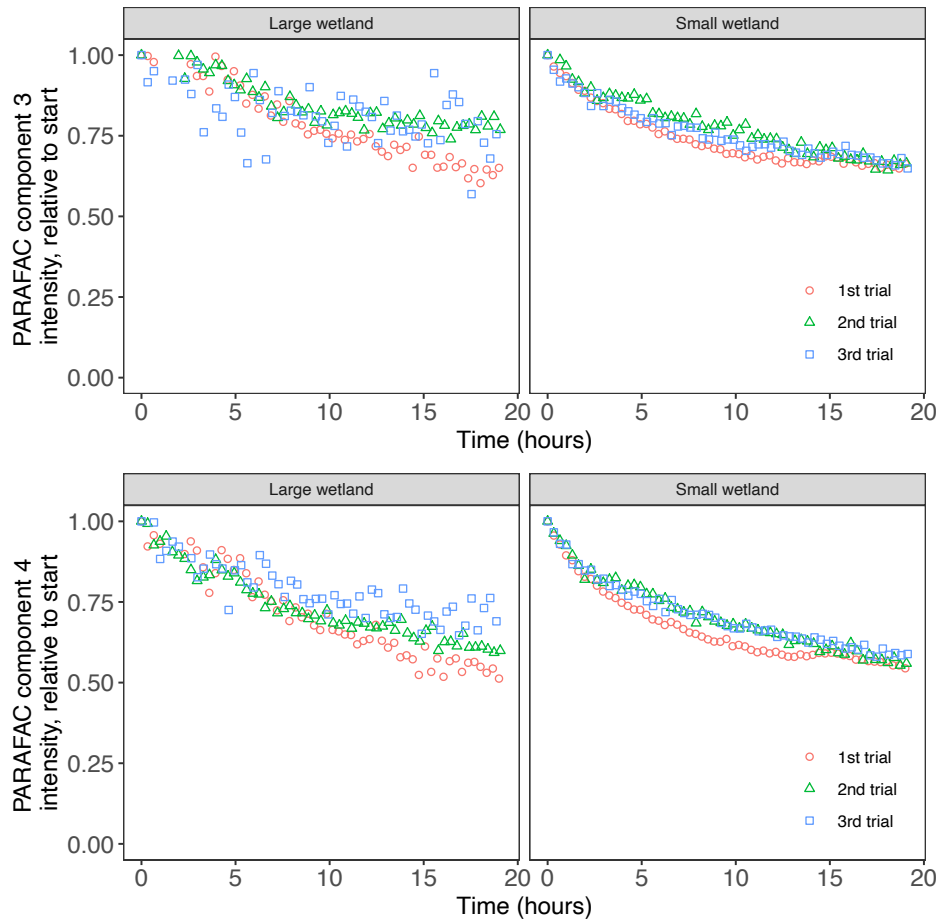 Large wetland
Small wetland
PARAFAC component 3
intensity, relative to start
1.00
0.75
0.50
0.25
0.00
1st trial
2nd trial
3rd trial
0 5 10 15 20
0 5 10 15 20
Time (hours)
Time (hours)
Large wetland
Small wetland
PARAFAC component 4
intensity, relative to start
1.00
0.75
0.50
0.25
0.00
1st trial
2nd trial
3rd trial
0 5 10 15 20
0 5 10 15 20
Time (hours)
Time (hours)